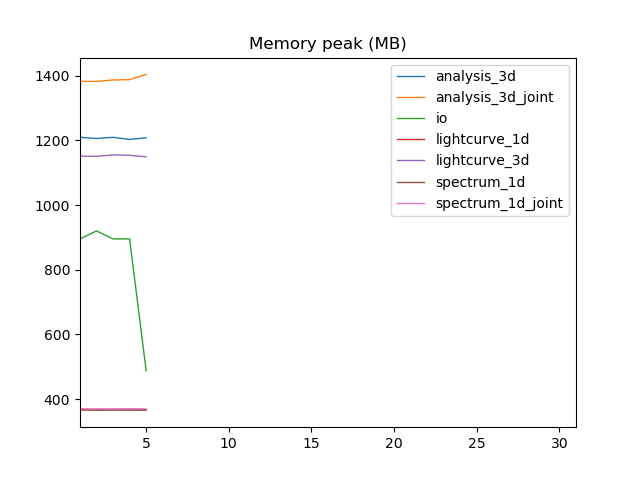 Memory peak (MB)
1400
1200
1000
800
600
400
5
10
15
20
25
30
analysis_3d
analysis_3d_joint
io
lightcurve_1d
lightcurve_3d
spectrum_1d
spectrum_1d_joint